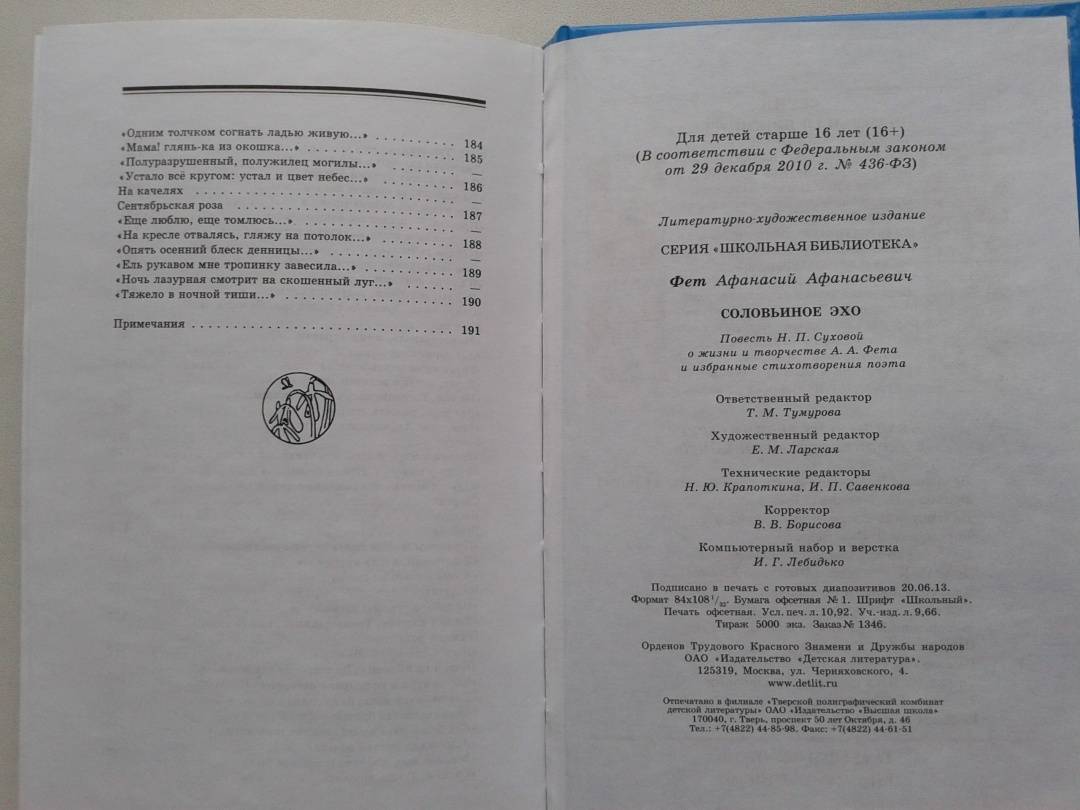 «Одним толчком согнать ладью живую...» 184
«Мама! глянь-ка из окошка...» 185
«Полуразрушенный, полужилец могилы...» —
«Устало всё кругом: устал и цвет небес...» 186
На качелях —
Сентябрьская роза 187
«Еще люблю, еще томлюсь...» —
«На кресле отвалясь, гляжу на потолок...» 188
«Опять осенний блеск денницы...» —
«Ель рукавом мне тропинку завесила...» 189
«Ночь лазурная смотрит на скошенный луг...» —
«Тяжело в ночной тиши...» 190
Примечания 191
Для детей старше 16 лет (16+)
(В соответствии с Федеральным законом
от 29 декабря 2010 г. № 436-ФЗ)
Литературно-художественное издание
СЕРИЯ «ШКОЛЬНАЯ БИБЛИОТЕКА»
Фет Афанасий Афанасьевич
СОЛОВЬИНОЕ ЭХО
Повесть Н. П. Суховой
о жизни и творчестве А. А. Фета
и избранные стихотворения поэта
Ответственный редактор
Т. М. Тумурова
Художественный редактор
Е. М. Ларская
Технические редакторы
Н. Ю. Крапоткина, И. П. Савенкова
Корректор
В. В. Борисова
Компьютерный набор и верстка
И. Г. Лебидько
Подписано в печать с готовых диапозитивов 20.06.13.
Формат 84х108 1/32. Бумага офсетная № 1. Шрифт «Школьный».
Печать офсетная. Усл. печ. л. 10,92. Уч.-изд. л. 9,66.
Тираж 5000 экз. Заказ № 1346.
Орденов Трудового Красного Знамени и Дружбы народов
ОАО «Издательство «Детская литература».
125319, Москва, ул. Черняховского, 4.
www.detlit.ru
Отпечатано в филиале «Тверской полиграфический комбинат
детской литературы» ОАО «Издательство «Высшая школа»
170040, г. Тверь, проспект 50 лет Октября, д. 46
Тел.: +7(4822) 44-85-98. Факс: +7(4822) 44-61-51